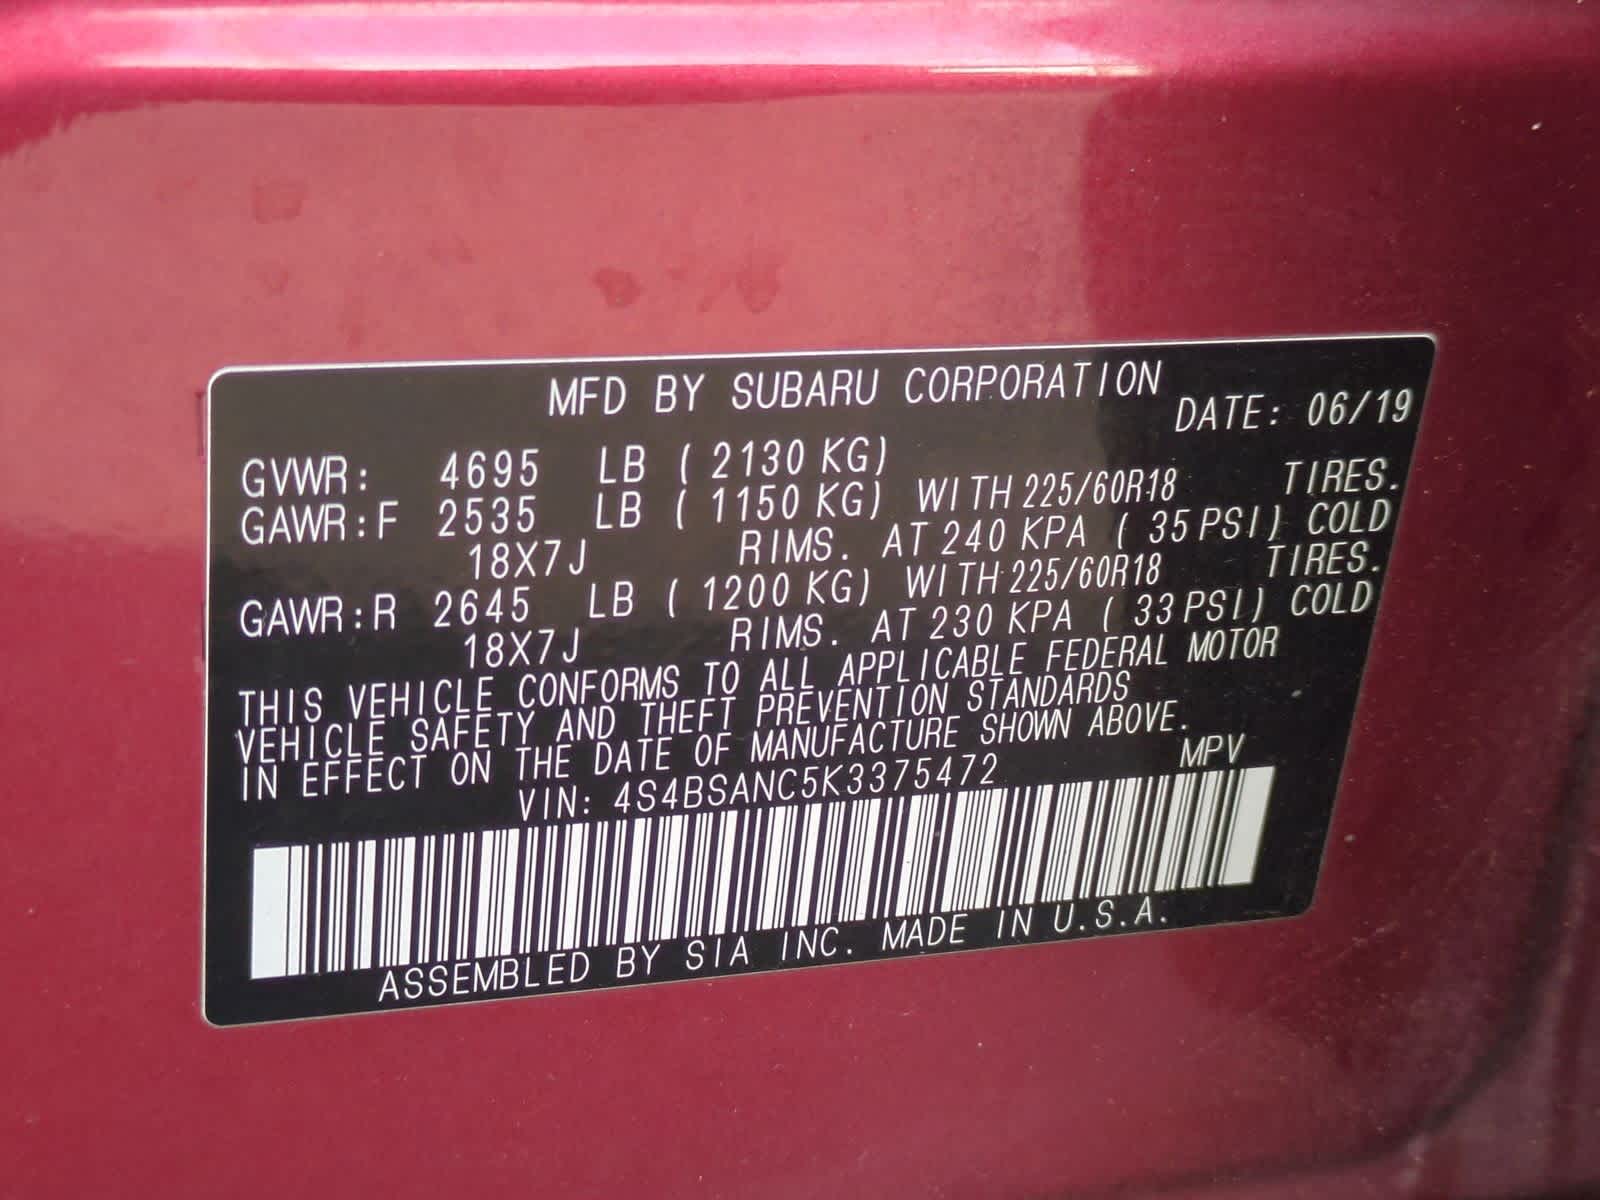 MFD BY SUBARU CORPORATION
DATE: 06/19
GVWR: 4695 LB ( 2130 KG)
GAWR:F 2535 LB ( 1150 KG) WITH 225/60R18 TIRES.
18X7J RIMS. AT 240 KPA ( 35 PSI) COLD
GAWR:R 2645 LB ( 1200 KG) WITH 225/60R18 TIRES.
18X7J RIMS. AT 230 KPA ( 33 PSI) COLD
THIS VEHICLE CONFORMS TO ALL APPLICABLE FEDERAL MOTOR
VEHICLE SAFETY AND THEFT PREVENTION STANDARDS
IN EFFECT ON THE DATE OF MANUFACTURE SHOWN ABOVE.
VIN: 4S4BSANC5K3375472 MPV
ASSEMBLED BY SIA INC. MADE IN U.S.A.